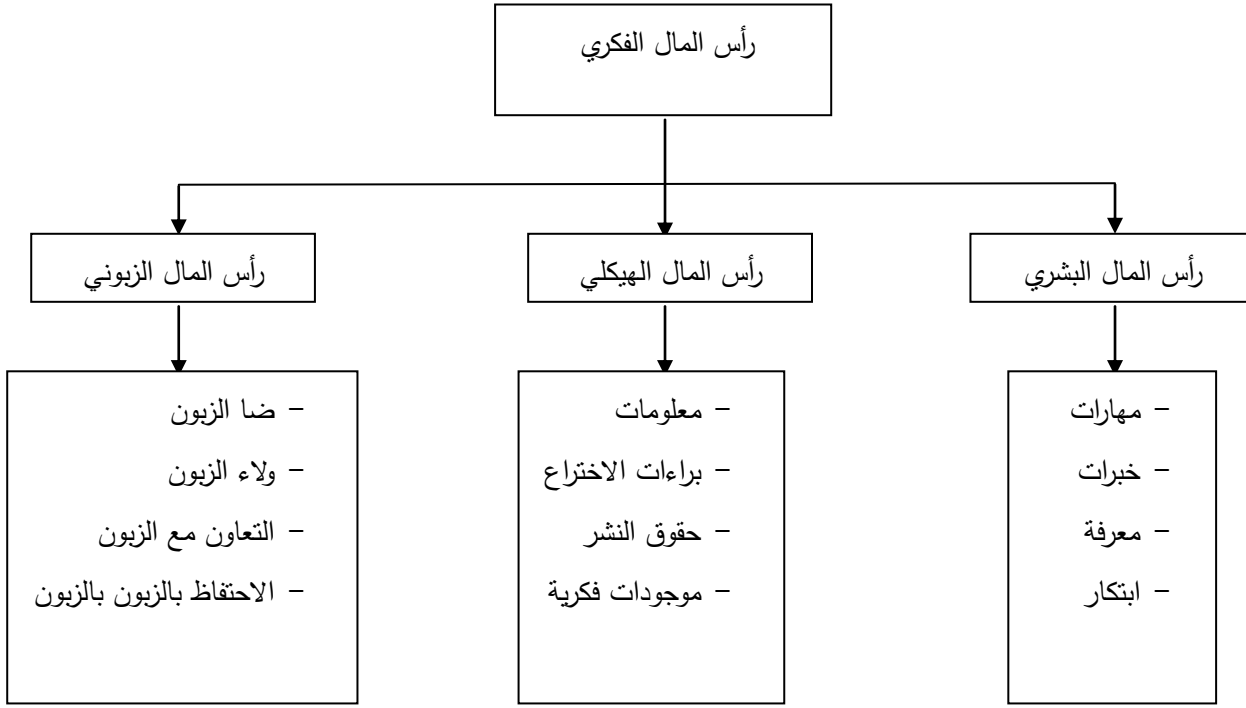 رأس المال الفكري
رأس المال البشري
رأس المال الهيكلي
رأس المال الزبوني
- مهارات
- خبرات
- معرفة
- ابتكار
- معلومات
- براءات الاختراع
- حقوق النشر
- موجودات فكرية
- ضا الزبون
- ولاء الزبون
- التعاون مع الزبون
- الاحتفاظ بالزبون بالزبون